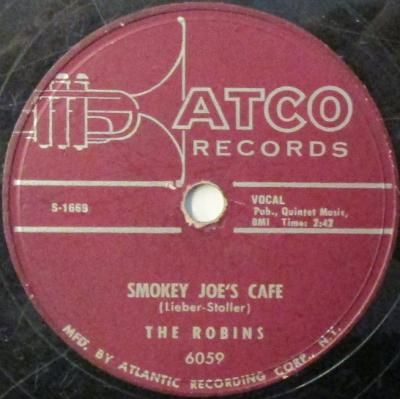 ATCO
RECORDS
S-1669
VOCAL
Pub., Quintet Music,
BMI Time: 2:42
SMOKEY JOE'S CAFE
(Lieber-Stoller)
THE ROBINS
6059
MFD. BY ATLANTIC RECORDING CORP., N.Y.